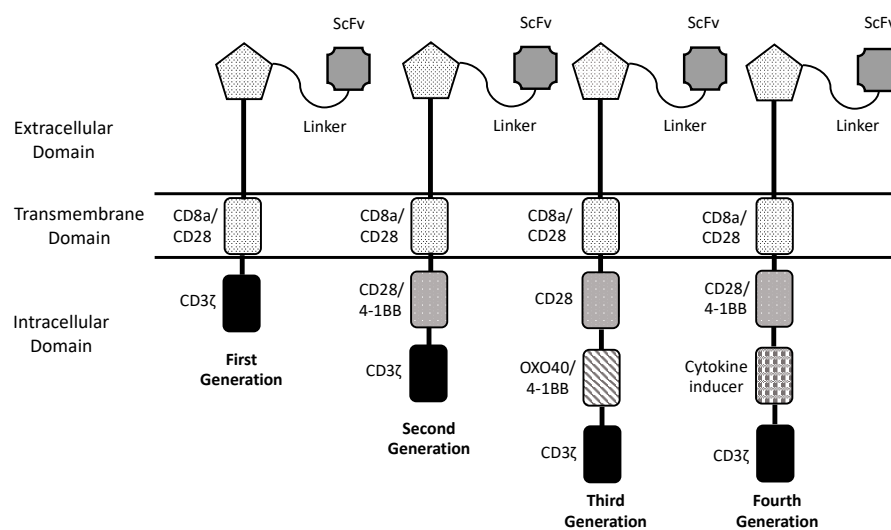 ScFv
ScFv
ScFv
ScFv
Linker
Linker
Linker
Linker
Extracellular
Domain
Transmembrane
Domain
CD8a/
CD28
CD8a/
CD28
CD8a/
CD28
CD8a/
CD28
Intracellular
Domain
CD3ζ
First
Generation
CD28/
4-1BB
CD3ζ
Second
Generation
CD28
OXO40/
4-1BB
CD3ζ
Third
Generation
CD28/
4-1BB
Cytokine
inducer
CD3ζ
Fourth
Generation